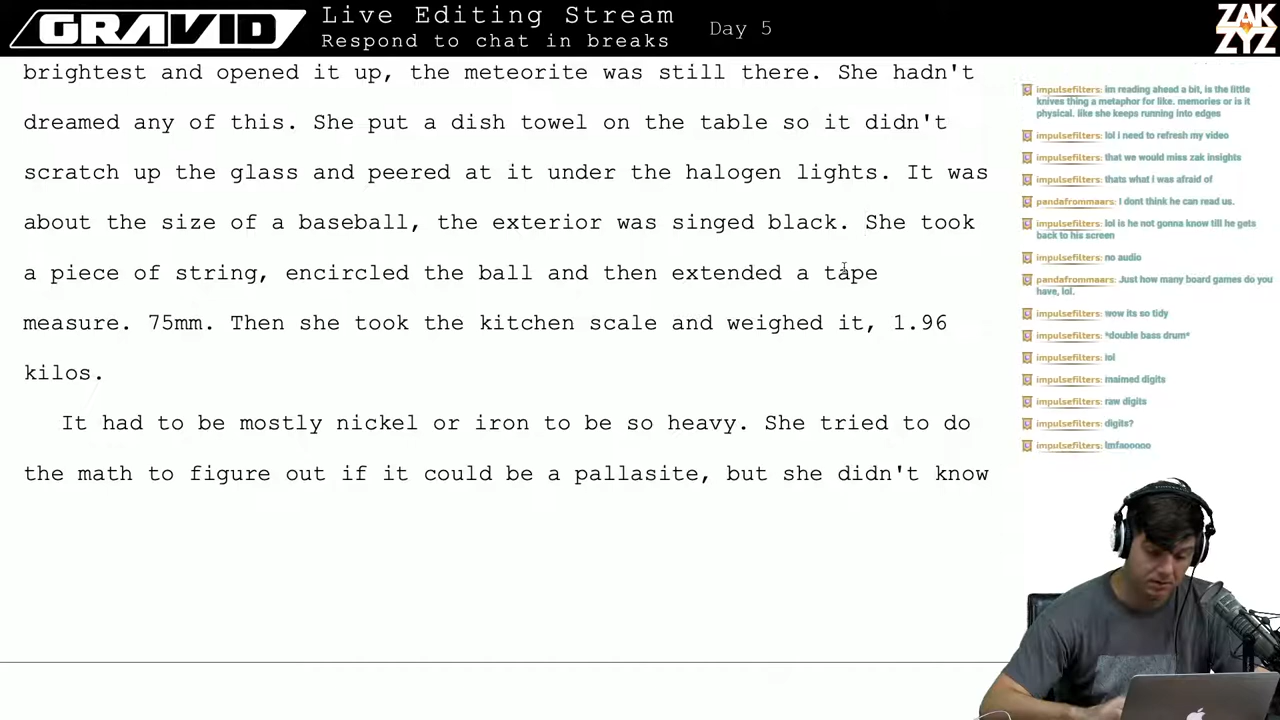 GRAVID
Live Editing Stream
Respond to chat in breaks
Day 5
ZAK
ZYZ
brightest and opened it up, the meteorite was still there. She hadn't
dreamed any of this. She put a dish towel on the table so it didn't
scratch up the glass and peered at it under the halogen lights. It was
about the size of a baseball, the exterior was singed black. She took
a piece of string, encircled the ball and then extended a tape
measure. 75mm. Then she took the kitchen scale and weighed it, 1.96
kilos.
It had to be mostly nickel or iron to be so heavy. She tried to do
the math to figure out if it could be a pallasite, but she didn't know
impulsefilters: im reading ahead a bit, is the little
knives thing a metaphor for like. memories or is it
physical. like she keeps running into edges
impulsefilters: lol i need to refresh my video
impulsefilters: that we would miss zak insights
impulsefilters: thats what i was afraid of
pandafrommaars: I dont think he can read us.
impulsefilters: lol is he not gonna know till he gets
back to his screen
impulsefilters: no audio
pandafrommaars: Just how many board games do you
have, lol.
impulsefilters: wow its so tidy
impulsefilters: *double bass drum*
impulsefilters: lol
impulsefilters: maimed digits
impulsefilters: raw digits
impulsefilters: digits?
impulsefilters: lmfaooooo